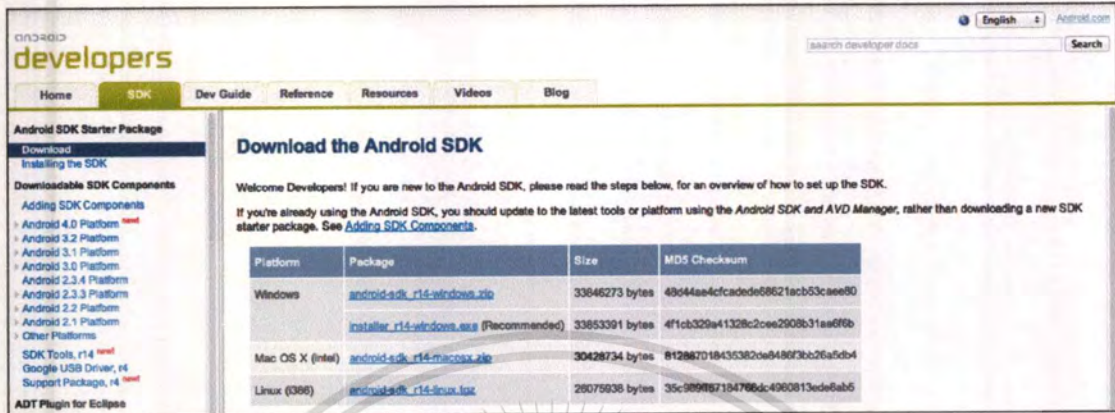 English
Android.com
ANDROID
developers
search developer docs
Search
Home
SDK
Dev Guide
Reference
Resources
Videos
Blog
Android SDK Starter Package
Download
Installing the SDK
Downloadable SDK Components
Adding SDK Components
Android 4.0 Platform new!
Android 3.2 Platform
Android 3.1 Platform
Android 3.0 Platform
Android 2.3.4 Platform
Android 2.3.3 Platform
Android 2.2 Platform
Android 2.1 Platform
Other Platforms
SDK Tools, r14 new!
Google USB Driver, r4
Support Package, r4 new!
ADT Plugin for Eclipse
Download the Android SDK
Welcome Developers! If you are new to the Android SDK, please read the steps below, for an overview of how to set up the SDK.
If you're already using the Android SDK, you should update to the latest tools or platform using the Android SDK and AVD Manager, rather than downloading a new SDK
starter package. See Adding SDK Components.
Platform Package Size MD5 Checksum
Windows android-sdk_r14-windows.zip 33846273 bytes
installer_r14-windows.exe (Recommended) 33853391 bytes
Mac OS X (intel) android-sdk_r14-macosx.zip 30428734 bytes
Linux (i386) android-sdk_r14-linux.tgz 26075938 bytes